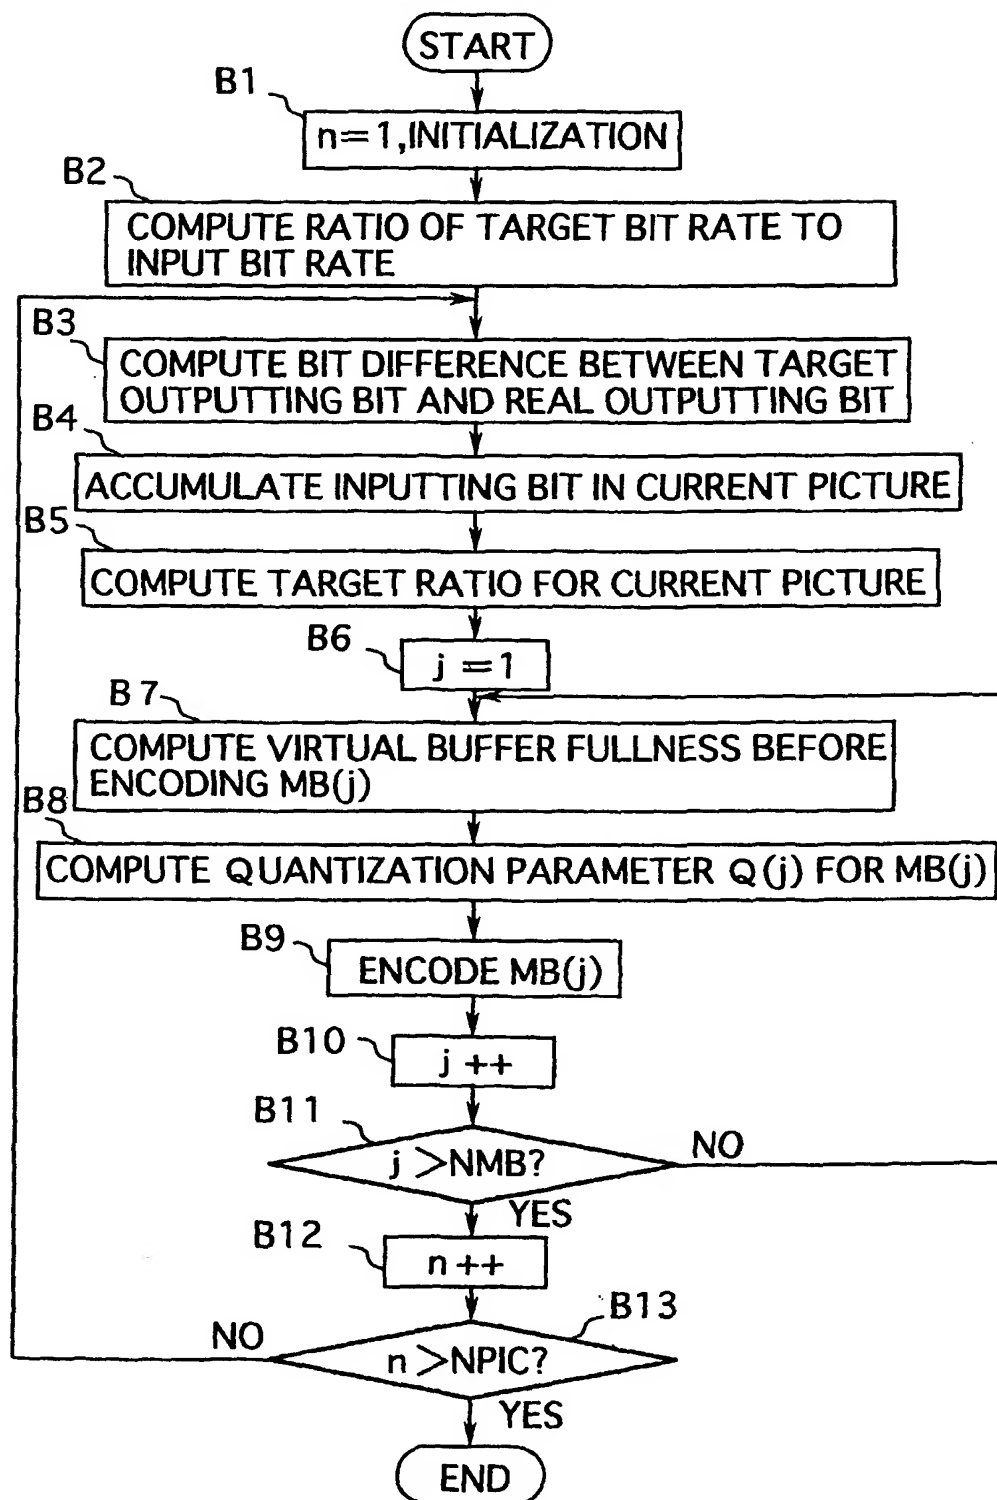 START
B1
n=1,INITIALIZATION
B2
COMPUTE RATIO OF TARGET BIT RATE TO
INPUT BIT RATE
B3
COMPUTE BIT DIFFERENCE BETWEEN TARGET
OUTPUTTING BIT AND REAL OUTPUTTING BIT
B4
ACCUMULATE INPUTTING BIT IN CURRENT PICTURE
B5
COMPUTE TARGET RATIO FOR CURRENT PICTURE
B6
j =1
B7
COMPUTE VIRTUAL BUFFER FULLNESS BEFORE
ENCODING MB(j)
B8
COMPUTE QUANTIZATION PARAMETER Q(j) FOR MB(j)
B9
ENCODE MB(j)
B10
j ++
B11
j >NMB?
NO
YES
B12
n ++
B13
n >NPIC?
NO
YES
END